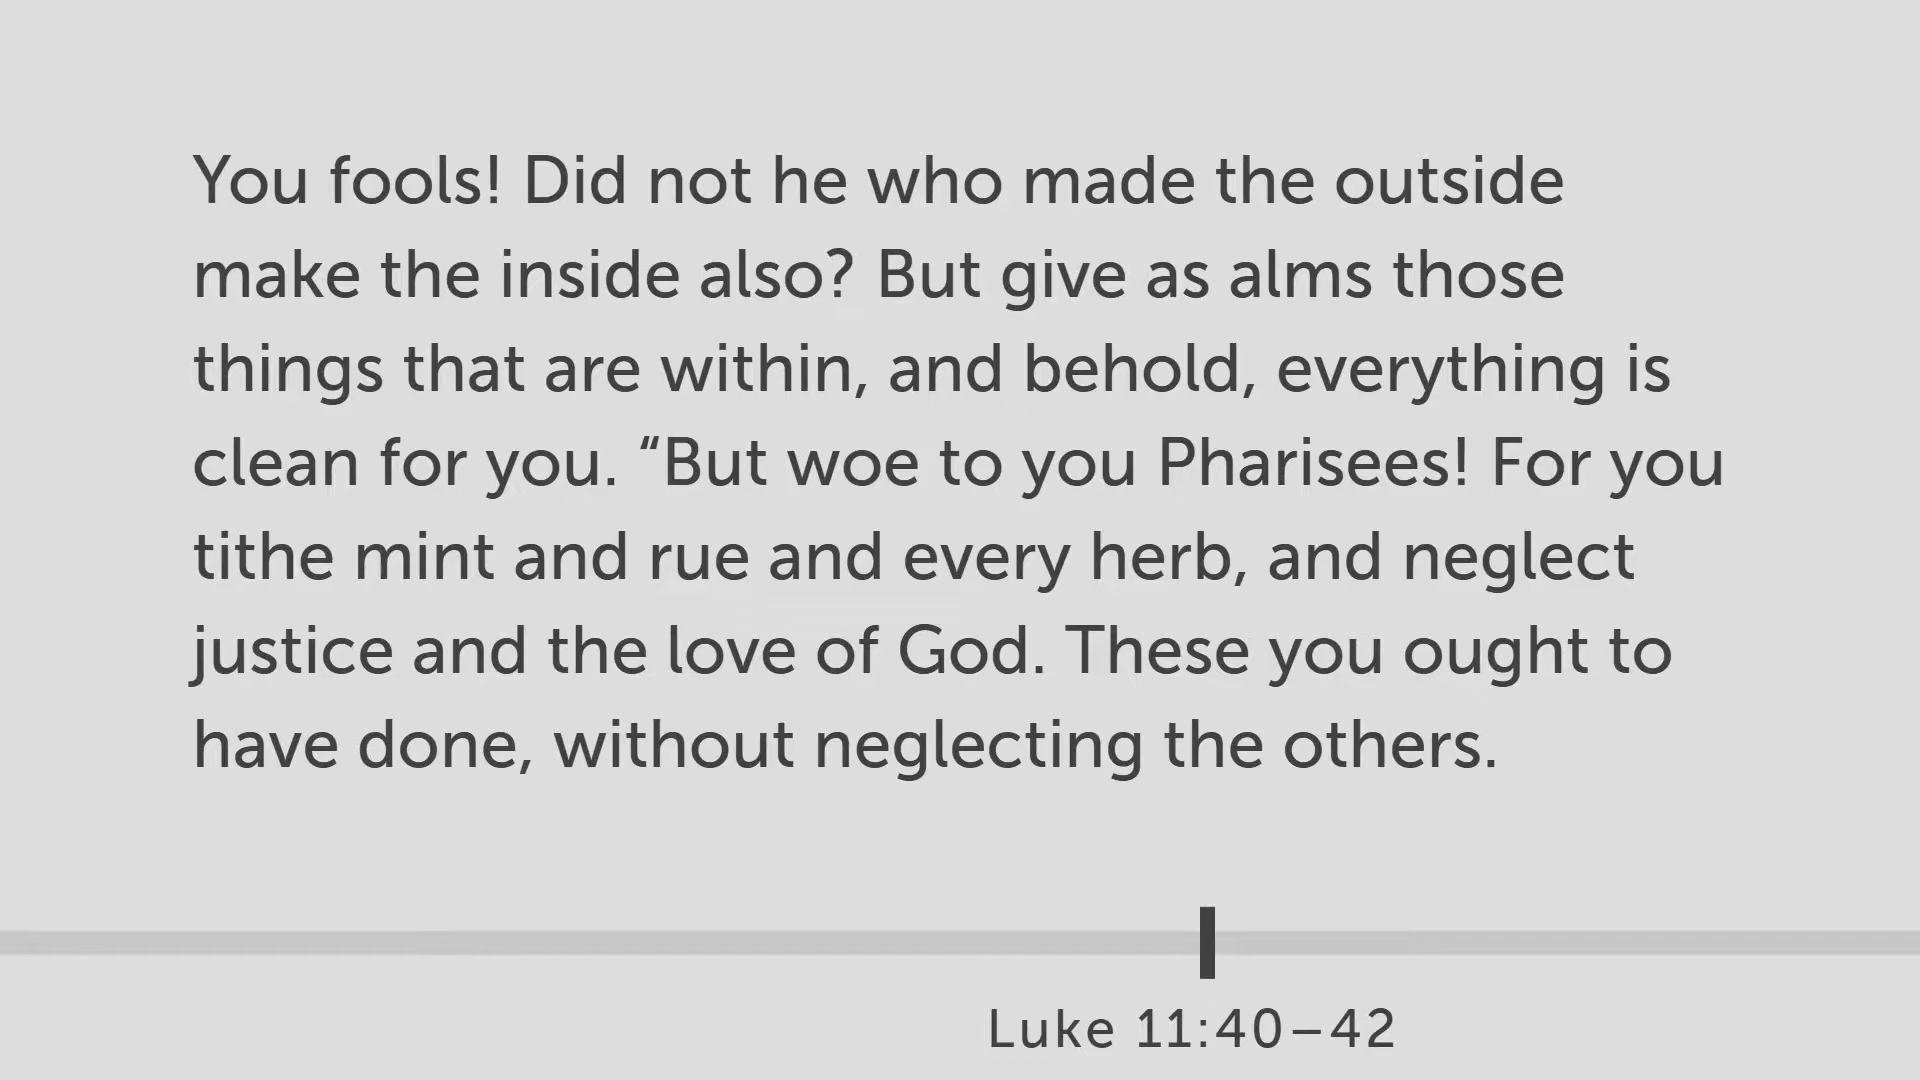 You fools! Did not he who made the outside
make the inside also? But give as alms those
things that are within, and behold, everything is
clean for you. “But woe to you Pharisees! For you
tithe mint and rue and every herb, and neglect
justice and the love of God. These you ought to
have done, without neglecting the others.
Luke 11:40–42